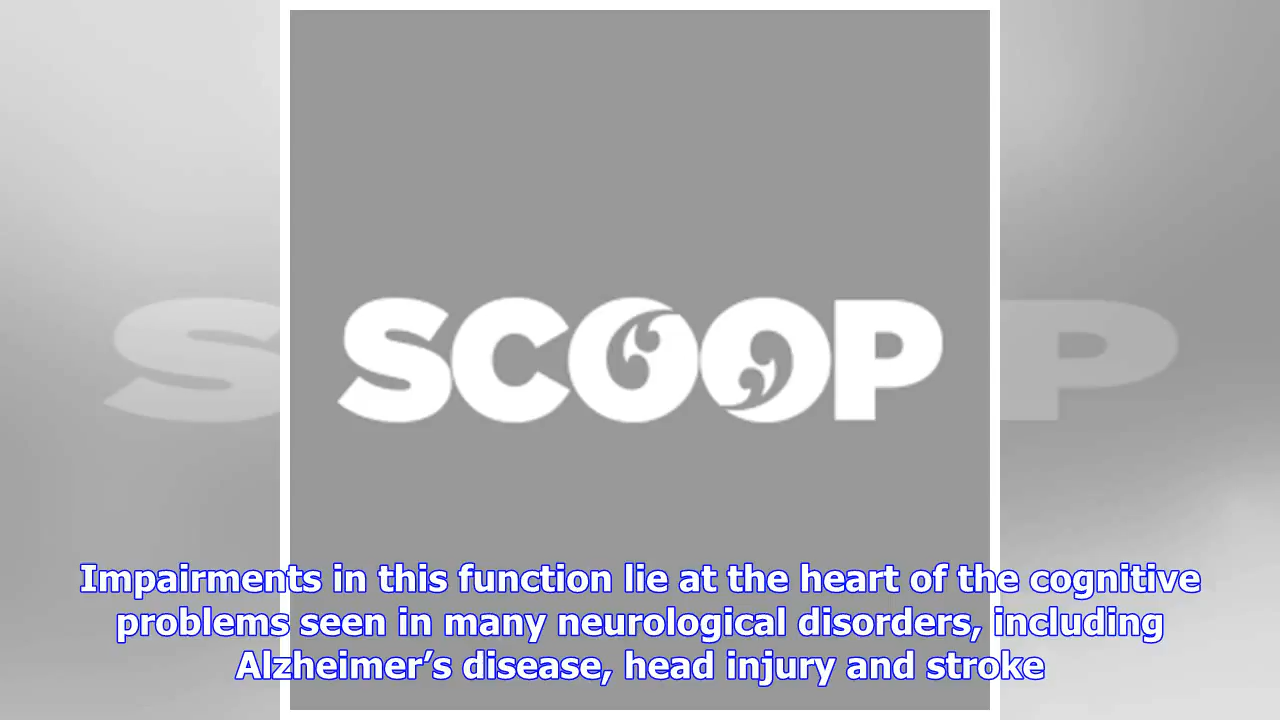 SCOOP
Impairments in this function lie at the heart of the cognitive
problems seen in many neurological disorders, including
Alzheimer’s disease, head injury and stroke